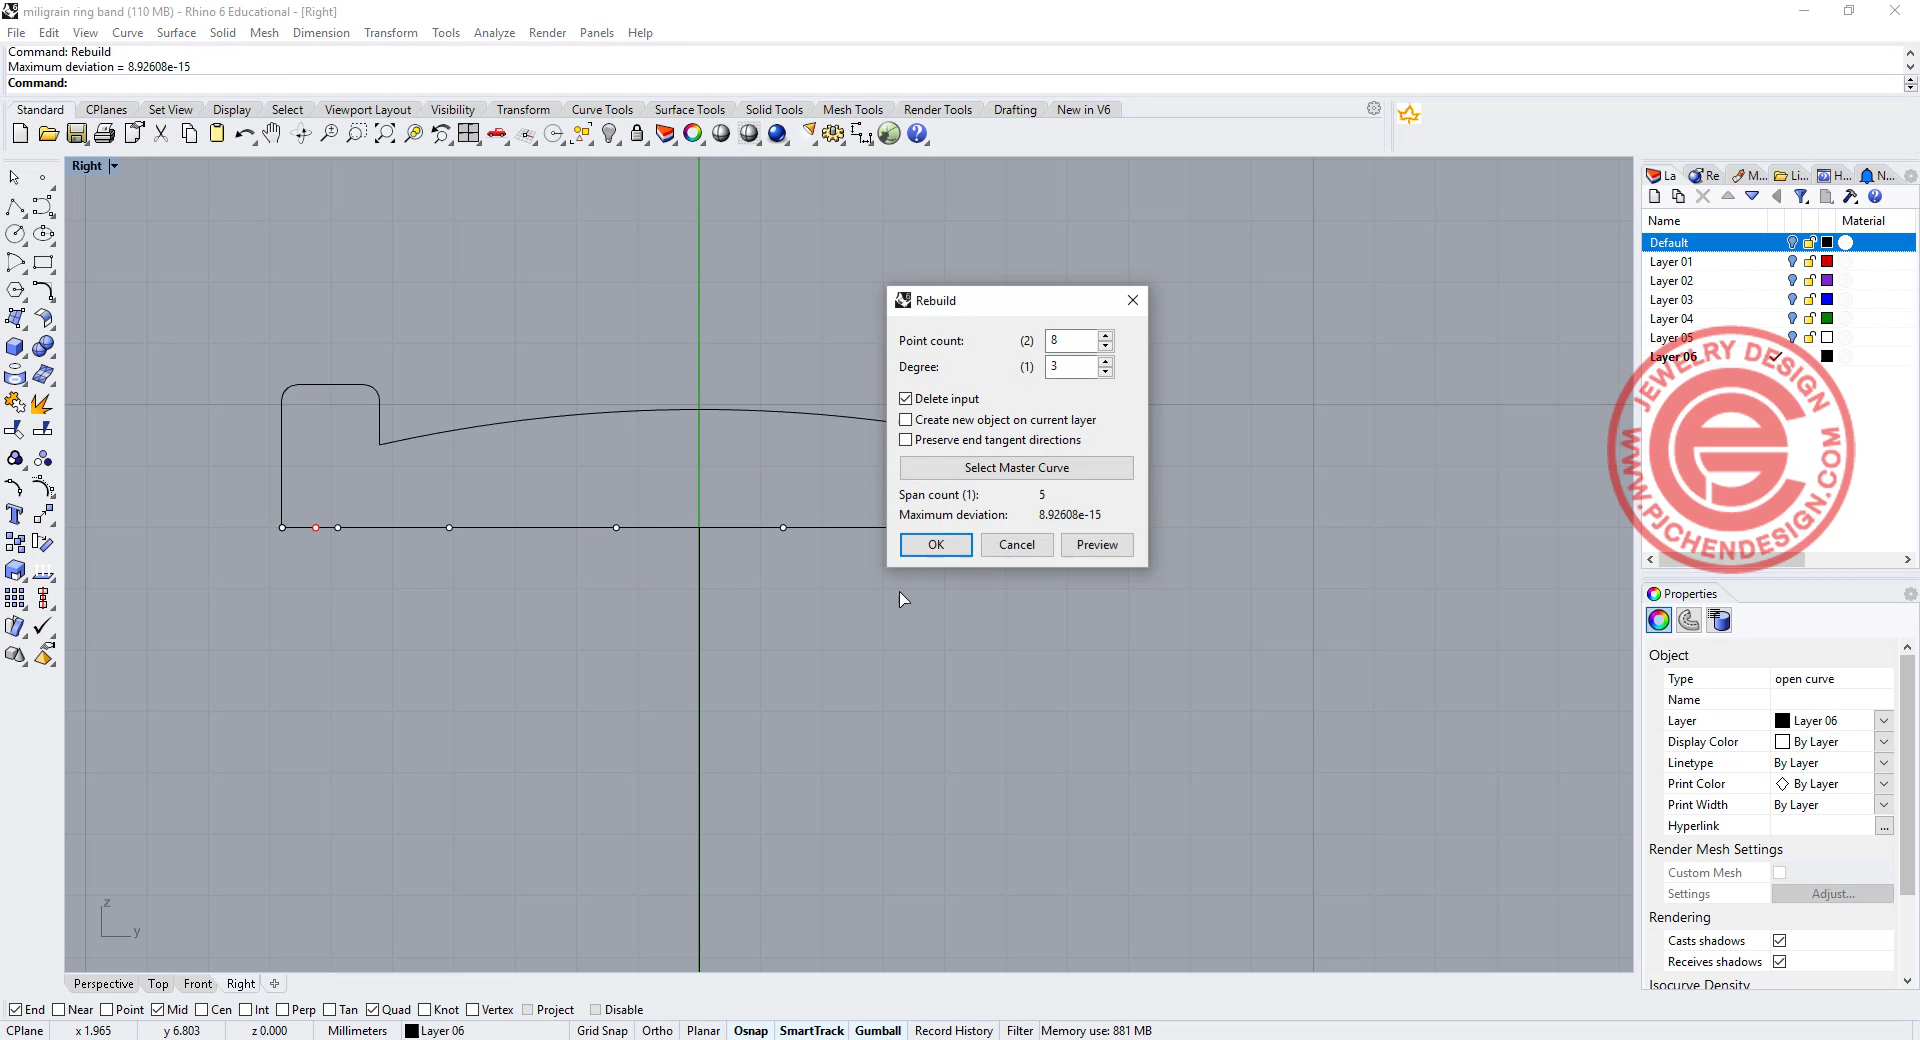 miligrain ring band (110 MB) - Rhino 6 Educational - [Right]
File Edit View Curve Surface Solid Mesh Dimension Transform Tools Analyze Render Panels Help
Command: Rebuild
Maximum deviation = 8.92608e-15
Command:
Standard CPlanes Set View Display Select Viewport Layout Visibility Transform Curve Tools Surface Tools Solid Tools Mesh Tools Render Tools Drafting New in V6
Right
La Re M... Li... H... N...
Name Material
Default
Layer 01
Layer 02
Layer 03
Layer 04
Layer 05
Layer 06
JEWELRY DESIGN
WWW.PJCHENDESIGN.COM
Rebuild
Point count: (2) 8
Degree: (1) 3
Delete input
Create new object on current layer
Preserve end tangent directions
Select Master Curve
Span count (1): 5
Maximum deviation: 8.92608e-15
OK Cancel Preview
Properties
Object
Type open curve
Name
Layer Layer 06
Display Color By Layer
Linetype By Layer
Print Color By Layer
Print Width By Layer
Hyperlink ...
Render Mesh Settings
Custom Mesh
Settings Adjust...
Rendering
Casts shadows
Receives shadows
Isocurve Density
z
y
Perspective Top Front Right
End Near Point Mid Cen Int Perp Tan Quad Knot Vertex Project Disable
CPlane x 1.965 y 6.803 z 0.000 Millimeters Layer 06 Grid Snap Ortho Planar Osnap SmartTrack Gumball Record History Filter Memory use: 881 MB